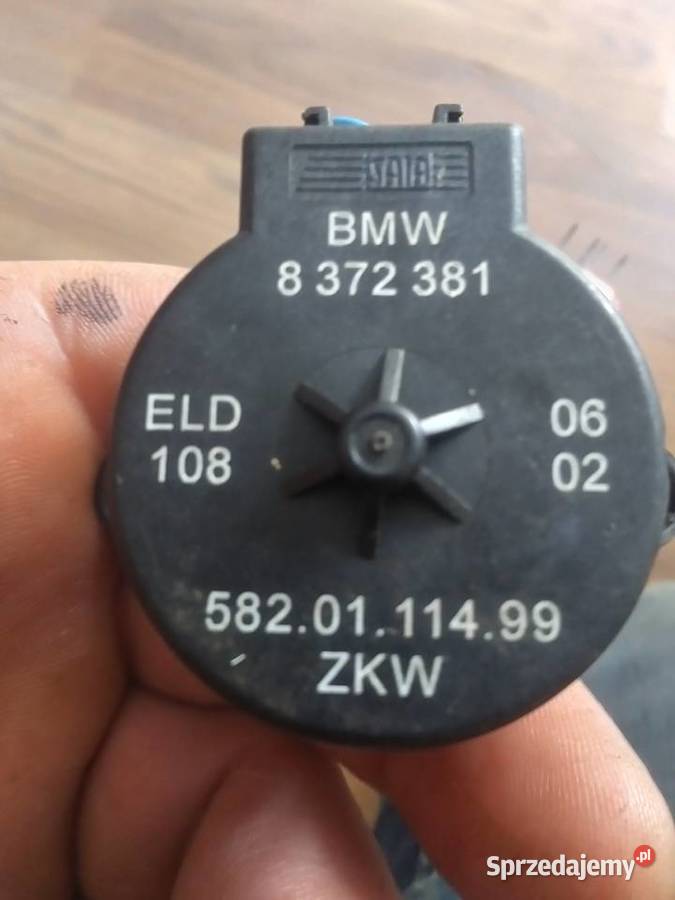 BMW
8 372 381
ELD 06
108 02
582.01.114.99
ZKW
Sprzedajemy.pl